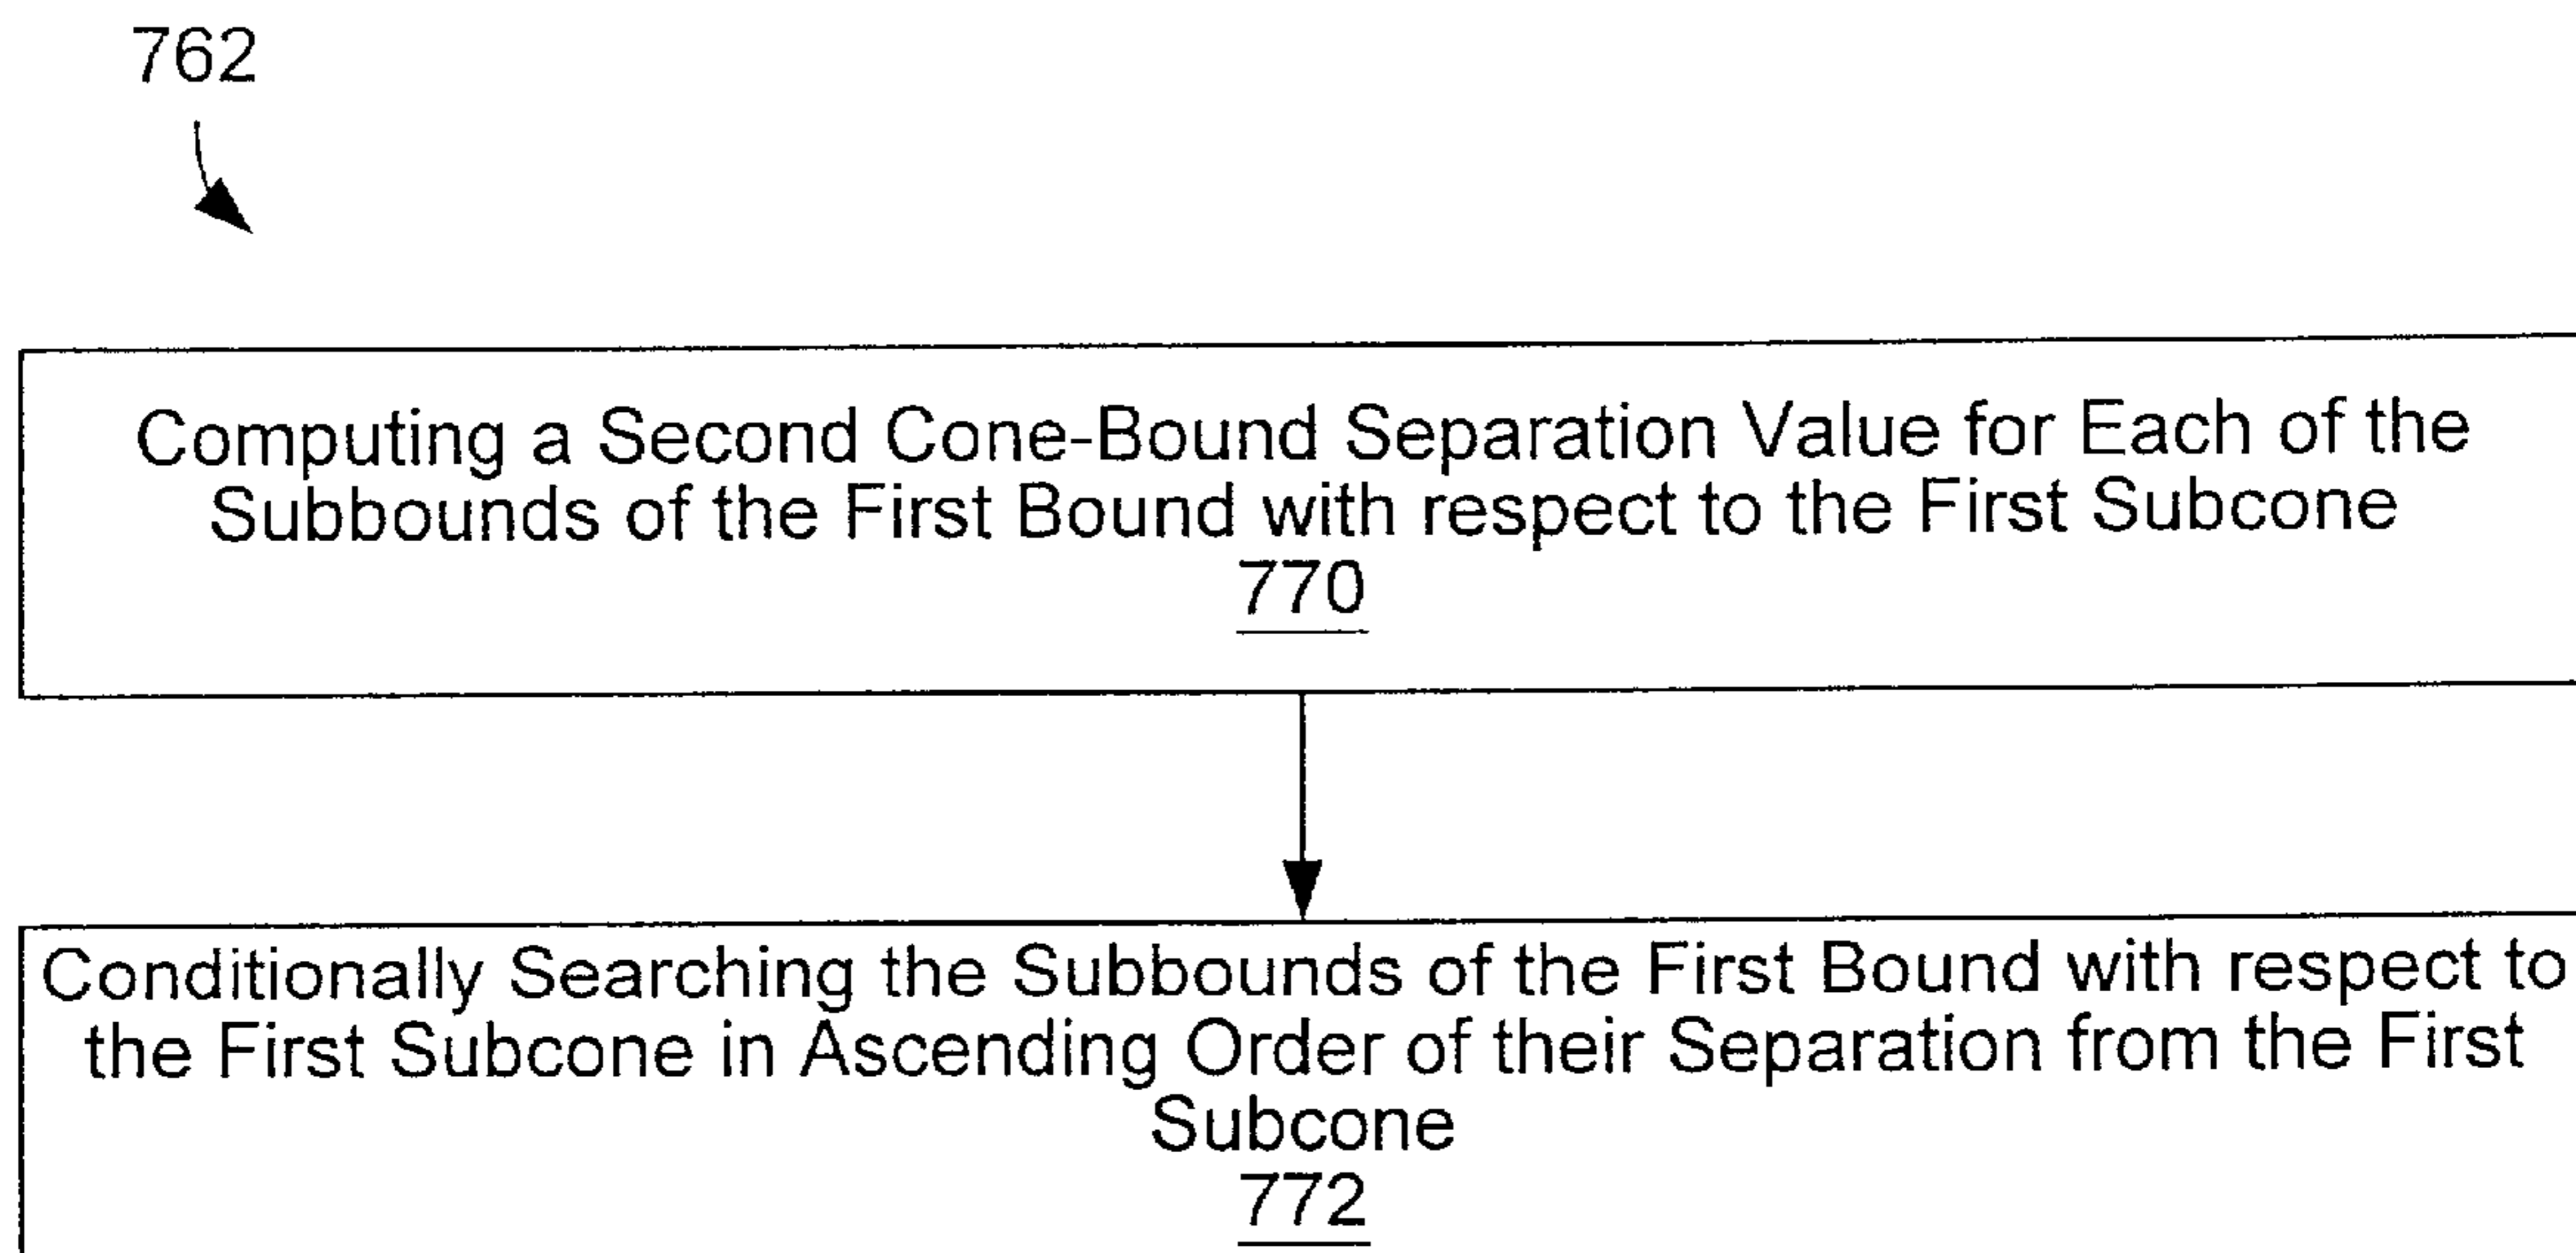 762
Computing a Second Cone-Bound Separation Value for Each of the
Subbounds of the First Bound with respect to the First Subcone
770
Conditionally Searching the Subbounds of the First Bound with respect to
the First Subcone in Ascending Order of their Separation from the First
Subcone
772